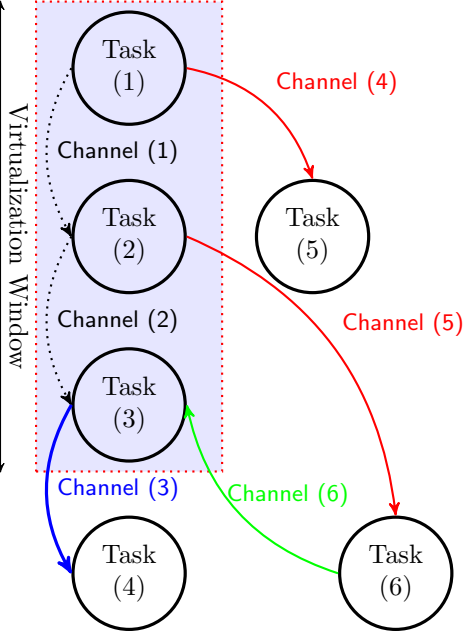 Task
(1)
Channel (4)
Virtualization Window
Channel (1)
Task
(2)
Task
(5)
Channel (2)
Channel (5)
Task
(3)
Channel (3)
Channel (6)
Task
(4)
Task
(6)